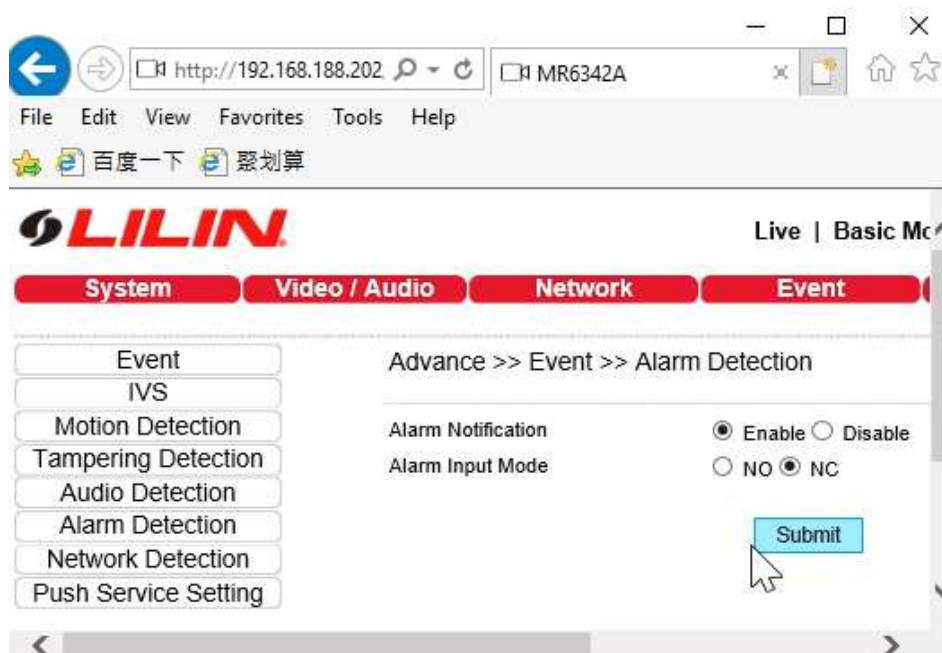 http://192.168.188.202
MR6342A
File Edit View Favorites Tools Help
百度一下 聚划算
LILIN
Live | Basic Mo
System Video / Audio Network Event
Event
IVS
Motion Detection
Tampering Detection
Audio Detection
Alarm Detection
Network Detection
Push Service Setting
Advance >> Event >> Alarm Detection
Alarm Notification Enable Disable
Alarm Input Mode NO NC
Submit